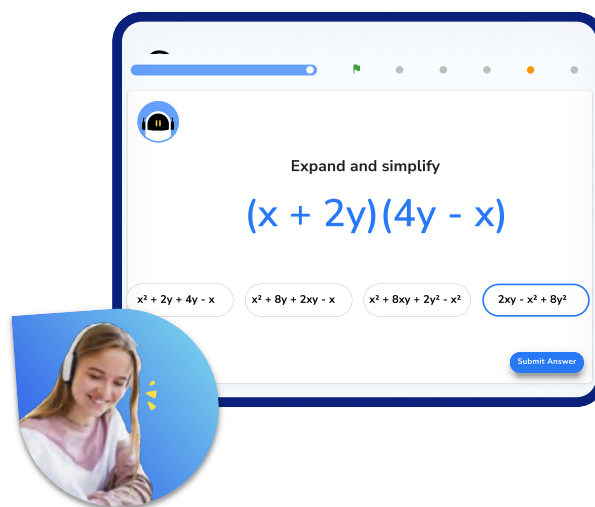 Expand and simplify
(x + 2y)(4y - x)
x² + 2y + 4y - x
x² + 8y + 2xy - x
x² + 8xy + 2y² - x²
2xy - x² + 8y²
Submit Answer